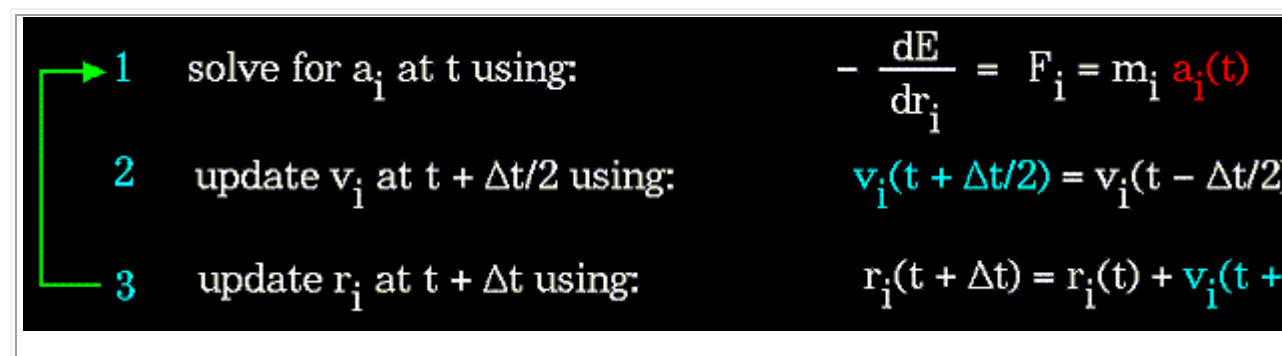 1 solve for aᵢ at t using: − dE/drᵢ = Fᵢ = mᵢ aᵢ(t)
2 update vᵢ at t + Δt/2 using: vᵢ(t + Δt/2) = vᵢ(t − Δt/2
3 update rᵢ at t + Δt using: rᵢ(t + Δt) = rᵢ(t) + vᵢ(t +